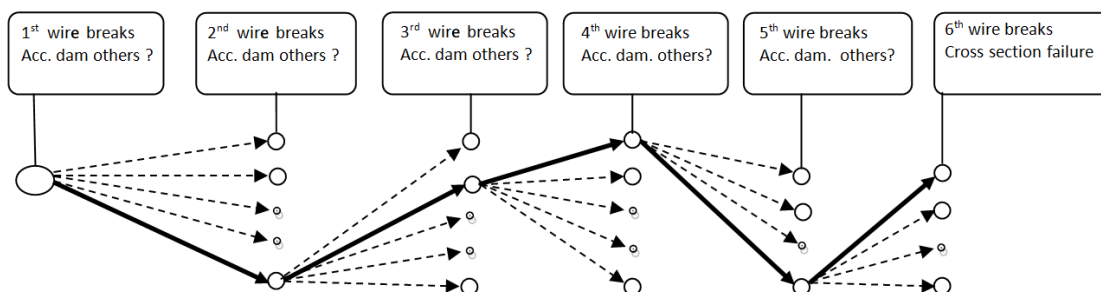 1st wire breaks
Acc. dam others ?
2nd wire breaks
Acc. dam others ?
3rd wire breaks
Acc. dam others ?
4th wire breaks
Acc. dam. others?
5th wire breaks
Acc. dam. others?
6th wire breaks
Cross section failure